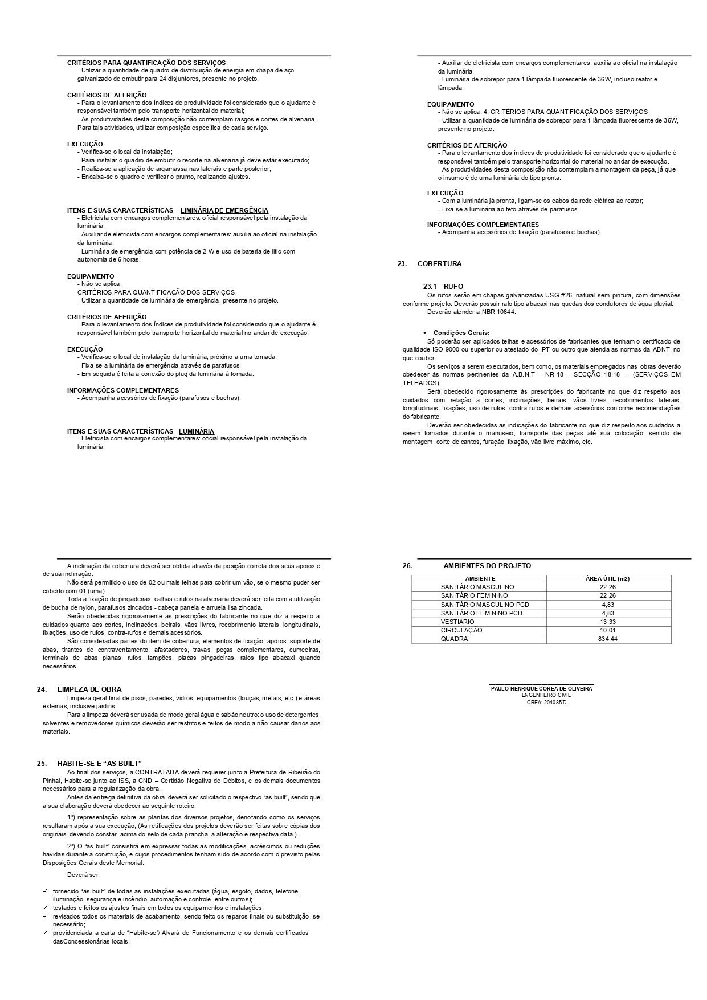 CRITÉRIOS PARA QUANTIFICAÇÃO DOS SERVIÇOS
- Utilizar a quantidade de quadro de distribuição de energia em chapa de aço
galvanizado de embutir para 24 disjuntores, presente no projeto.
CRITÉRIOS DE AFERIÇÃO
- Para o levantamento dos índices de produtividade foi considerado que o ajudante é
responsável também pelo transporte horizontal do material;
- As produtividades desta composição não contemplam rasgos e cortes de alvenaria.
Para tais atividades, utilizar composição específica de cada serviço.
EXECUÇÃO
- Verifica-se o local da instalação;
- Para instalar o quadro de embutir o recorte na alvenaria já deve estar executado;
- Realiza-se a aplicação de argamassa nas laterais e parte posterior;
- Encaixa-se o quadro e verificar o prumo, realizando ajustes.
ITENS E SUAS CARACTERÍSTICAS – LIMINÁRIA DE EMERGÊNCIA
- Eletricista com encargos complementares: oficial responsável pela instalação da
luminária.
- Auxiliar de eletricista com encargos complementares: auxilia ao oficial na instalação
da luminária.
- Luminária de emergência com potência de 2 W e uso de bateria de litio com
autonomia de 6 horas.
EQUIPAMENTO
- Não se aplica.
CRITÉRIOS PARA QUANTIFICAÇÃO DOS SERVIÇOS
- Utilizar a quantidade de luminária de emergência, presente no projeto.
CRITÉRIOS DE AFERIÇÃO
- Para o levantamento dos índices de produtividade foi considerado que o ajudante é
responsável também pelo transporte horizontal do material no andar de execução.
EXECUÇÃO
- Verifica-se o local de instalação da luminária, próximo a uma tomada;
- Fixa-se a luminária de emergência através de parafusos;
- Em seguida é feita a conexão do plug da luminária à tomada.
INFORMAÇÕES COMPLEMENTARES
- Acompanha acessórios de fixação (parafusos e buchas).
ITENS E SUAS CARACTERÍSTICAS - LUMINÁRIA
- Eletricista com encargos complementares: oficial responsável pela instalação da
luminária.
- Auxiliar de eletricista com encargos complementares: auxilia ao oficial na instalação
da luminária.
- Luminária de sobrepor para 1 lâmpada fluorescente de 36W, incluso reator e
lâmpada.
EQUIPAMENTO
- Não se aplica. 4. CRITÉRIOS PARA QUANTIFICAÇÃO DOS SERVIÇOS
- Utilizar a quantidade de luminária de sobrepor para 1 lâmpada fluorescente de 36W,
presente no projeto.
CRITÉRIOS DE AFERIÇÃO
- Para o levantamento dos índices de produtividade foi considerado que o ajudante é
responsável também pelo transporte horizontal do material no andar de execução.
- As produtividades desta composição não contemplam a montagem da peça, já que
o insumo é de uma luminária do tipo pronta.
EXECUÇÃO
- Com a luminária já pronta, ligam-se os cabos da rede elétrica ao reator;
- Fixa-se a luminária ao teto através de parafusos.
INFORMAÇÕES COMPLEMENTARES
- Acompanha acessórios de fixação (parafusos e buchas).
23. COBERTURA
23.1 RUFO
Os rufos serão em chapas galvanizadas USG #26, natural sem pintura, com dimensões
conforme projeto. Deverão possuir ralo tipo abacaxi nas quedas dos condutores de água pluvial.
Deverão atender a NBR 10844.
• Condições Gerais:
Só poderão ser aplicados telhas e acessórios de fabricantes que tenham o certificado de
qualidade ISO 9000 ou superior ou atestado do IPT ou outro que atenda as normas da ABNT, no
que couber.
Os serviços a serem executados, bem como, os materiais empregados nas obras deverão
obedecer às normas pertinentes da A.B.N.T – NR-18 – SECÇÃO 18.18 – (SERVIÇOS EM
TELHADOS).
Será obedecido rigorosamente às prescrições do fabricante no que diz respeito aos
cuidados com relação a cortes, inclinações, beirais, vãos livres, recobrimentos laterais,
longitudinais, fixações, uso de rufos, contra-rufos e demais acessórios conforme recomendações
do fabricante.
Deverão ser obedecidas as indicações do fabricante no que diz respeito aos cuidados a
serem tomados durante o manuseio, transporte das peças até sua colocação, sentido de
montagem, corte de cantos, furação, fixação, vão livre máximo, etc.
A inclinação da cobertura deverá ser obtida através da posição correta dos seus apoios e
de sua inclinação.
Não será permitido o uso de 02 ou mais telhas para cobrir um vão, se o mesmo puder ser
coberto com 01 (uma).
Toda a fixação de pingadeiras, calhas e rufos na alvenaria deverá ser feita com a utilização
de bucha de nylon, parafusos zincados - cabeça panela e arruela lisa zincada.
Serão obedecidas rigorosamente as prescrições do fabricante no que diz a respeito a
cuidados quanto aos cortes, inclinações, beirais, vãos livres, recobrimento laterais, longitudinais,
fixações, uso de rufos, contra-rufos e demais acessórios.
São consideradas partes do item de cobertura, elementos de fixação, apoios, suporte de
abas, tirantes de contraventamento, afastadores, travas, peças complementares, cumeeiras,
terminais de abas planas, rufos, tampões, placas pingadeiras, ralos tipo abacaxi quando
necessários.
24. LIMPEZA DE OBRA
Limpeza geral final de pisos, paredes, vidros, equipamentos (louças, metais, etc.) e áreas
externas, inclusive jardins.
Para a limpeza deverá ser usada de modo geral água e sabão neutro: o uso de detergentes,
solventes e removedores químicos deverão ser restritos e feitos de modo a não causar danos aos
materiais.
25. HABITE-SE E “AS BUILT”
Ao final dos serviços, a CONTRATADA deverá requerer junto a Prefeitura de Ribeirão do
Pinhal, Habite-se junto ao ISS, a CND – Certidão Negativa de Débitos, e os demais documentos
necessários para a regularização da obra.
Antes da entrega definitiva da obra, deverá ser solicitado o respectivo “as built”, sendo que
a sua elaboração deverá obedecer ao seguinte roteiro:
1º) representação sobre as plantas dos diversos projetos, denotando como os serviços
resultaram após a sua execução; (As retificações dos projetos deverão ser feitas sobre cópias dos
originais, devendo constar, acima do selo de cada prancha, a alteração e respectiva data.).
2º) O “as built” consistirá em expressar todas as modificações, acréscimos ou reduções
havidas durante a construção, e cujos procedimentos tenham sido de acordo com o previsto pelas
Disposições Gerais deste Memorial.
Deverá ser:
✓ fornecido “as built” de todas as instalações executadas (água, esgoto, dados, telefone,
iluminação, segurança e incêndio, automação e controle, entre outros);
✓ testados e feitos os ajustes finais em todos os equipamentos e instalações;
✓ revisados todos os materiais de acabamento, sendo feito os reparos finais ou substituição, se
necessário;
✓ providenciada a carta de “Habite-se”/ Alvará de Funcionamento e os demais certificados
dasConcessionárias locais;
26. AMBIENTES DO PROJETO
AMBIENTE ÁREA ÚTIL (m2)
SANITÁRIO MASCULINO 22,26
SANITÁRIO FEMININO 22,26
SANITÁRIO MASCULINO PCD 4,83
SANITÁRIO FEMININO PCD 4,83
VESTIÁRIO 13,33
CIRCULAÇÃO 10,01
QUADRA 834,44
PAULO HENRIQUE COREA DE OLIVEIRA
ENGENHEIRO CIVIL
CREA: 204085/D